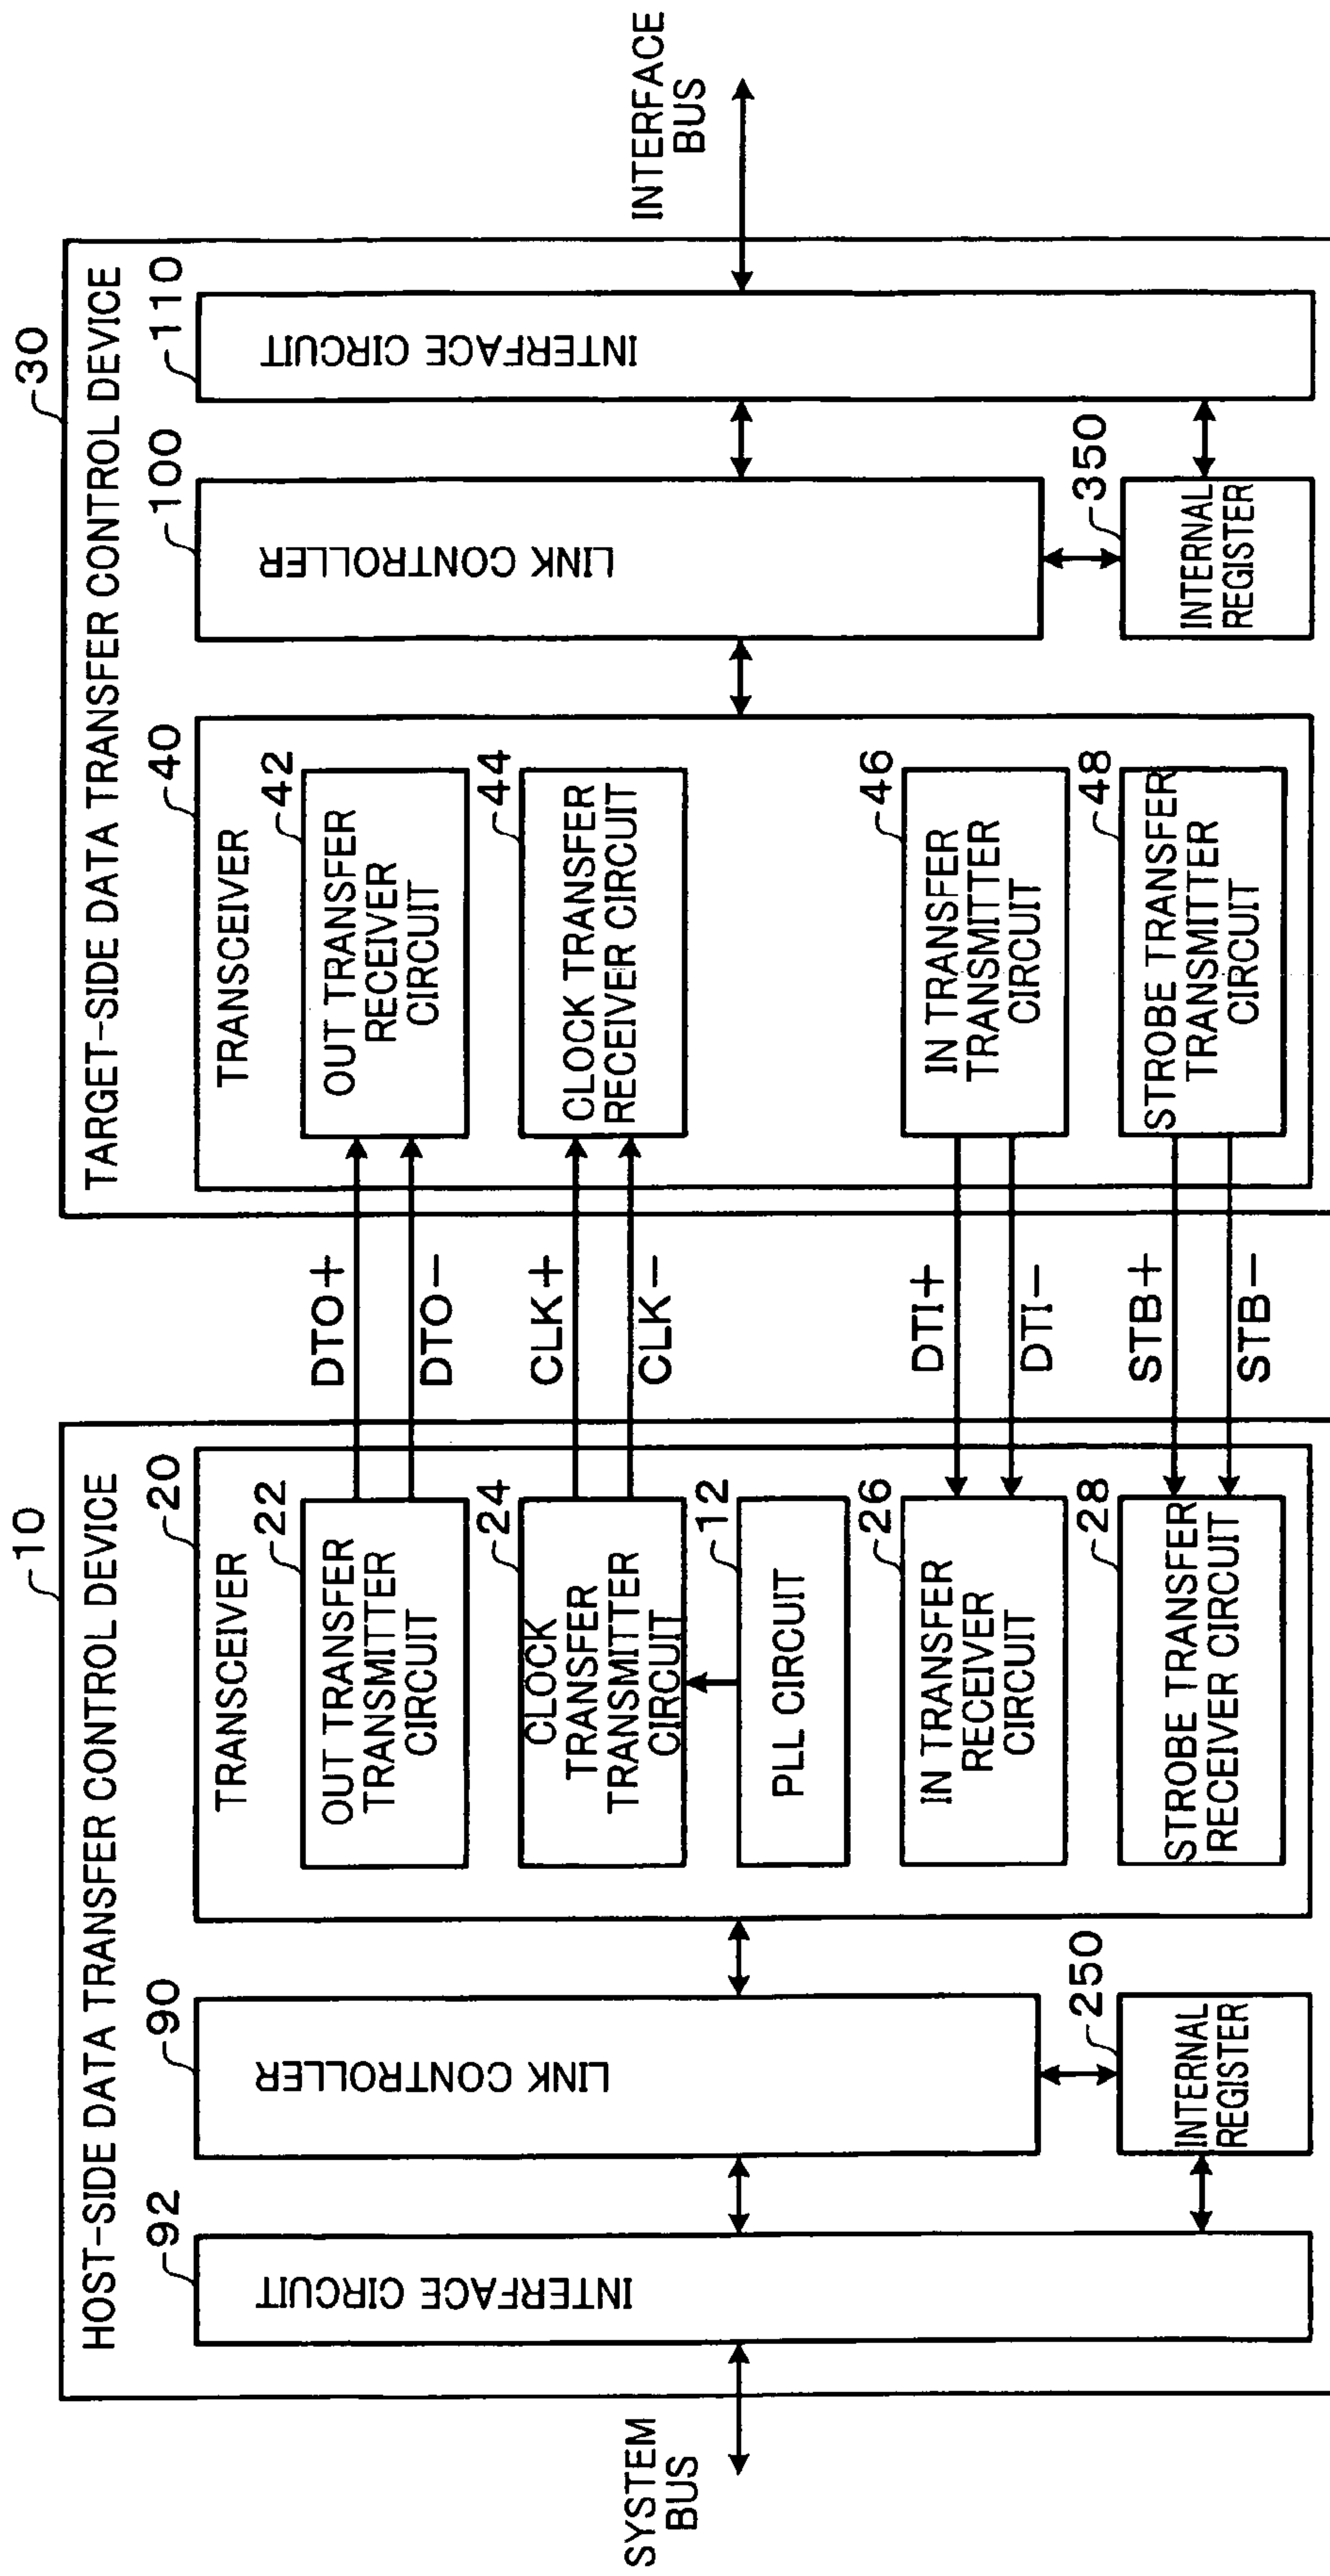 HOST-SIDE DATA TRANSFER CONTROL DEVICE
10
SYSTEM
BUS
92
INTERFACE CIRCUIT
90
LINK CONTROLLER
250
INTERNAL
REGISTER
20
TRANSCEIVER
22
OUT TRANSFER
TRANSMITTER
CIRCUIT
24
CLOCK
TRANSFER
TRANSMITTER
CIRCUIT
12
PLL CIRCUIT
26
IN TRANSFER
RECEIVER
CIRCUIT
28
STROBE TRANSFER
RECEIVER CIRCUIT
DTO+
DTO-
CLK+
CLK-
DTI+
DTI-
STB+
STB-
TARGET-SIDE DATA TRANSFER CONTROL DEVICE
30
40
TRANSCEIVER
42
OUT TRANSFER
RECEIVER
CIRCUIT
44
CLOCK TRANSFER
RECEIVER CIRCUIT
46
IN TRANSFER
TRANSMITTER
CIRCUIT
48
STROBE TRANSFER
TRANSMITTER
CIRCUIT
100
LINK CONTROLLER
350
INTERNAL
REGISTER
110
INTERFACE CIRCUIT
INTERFACE
BUS